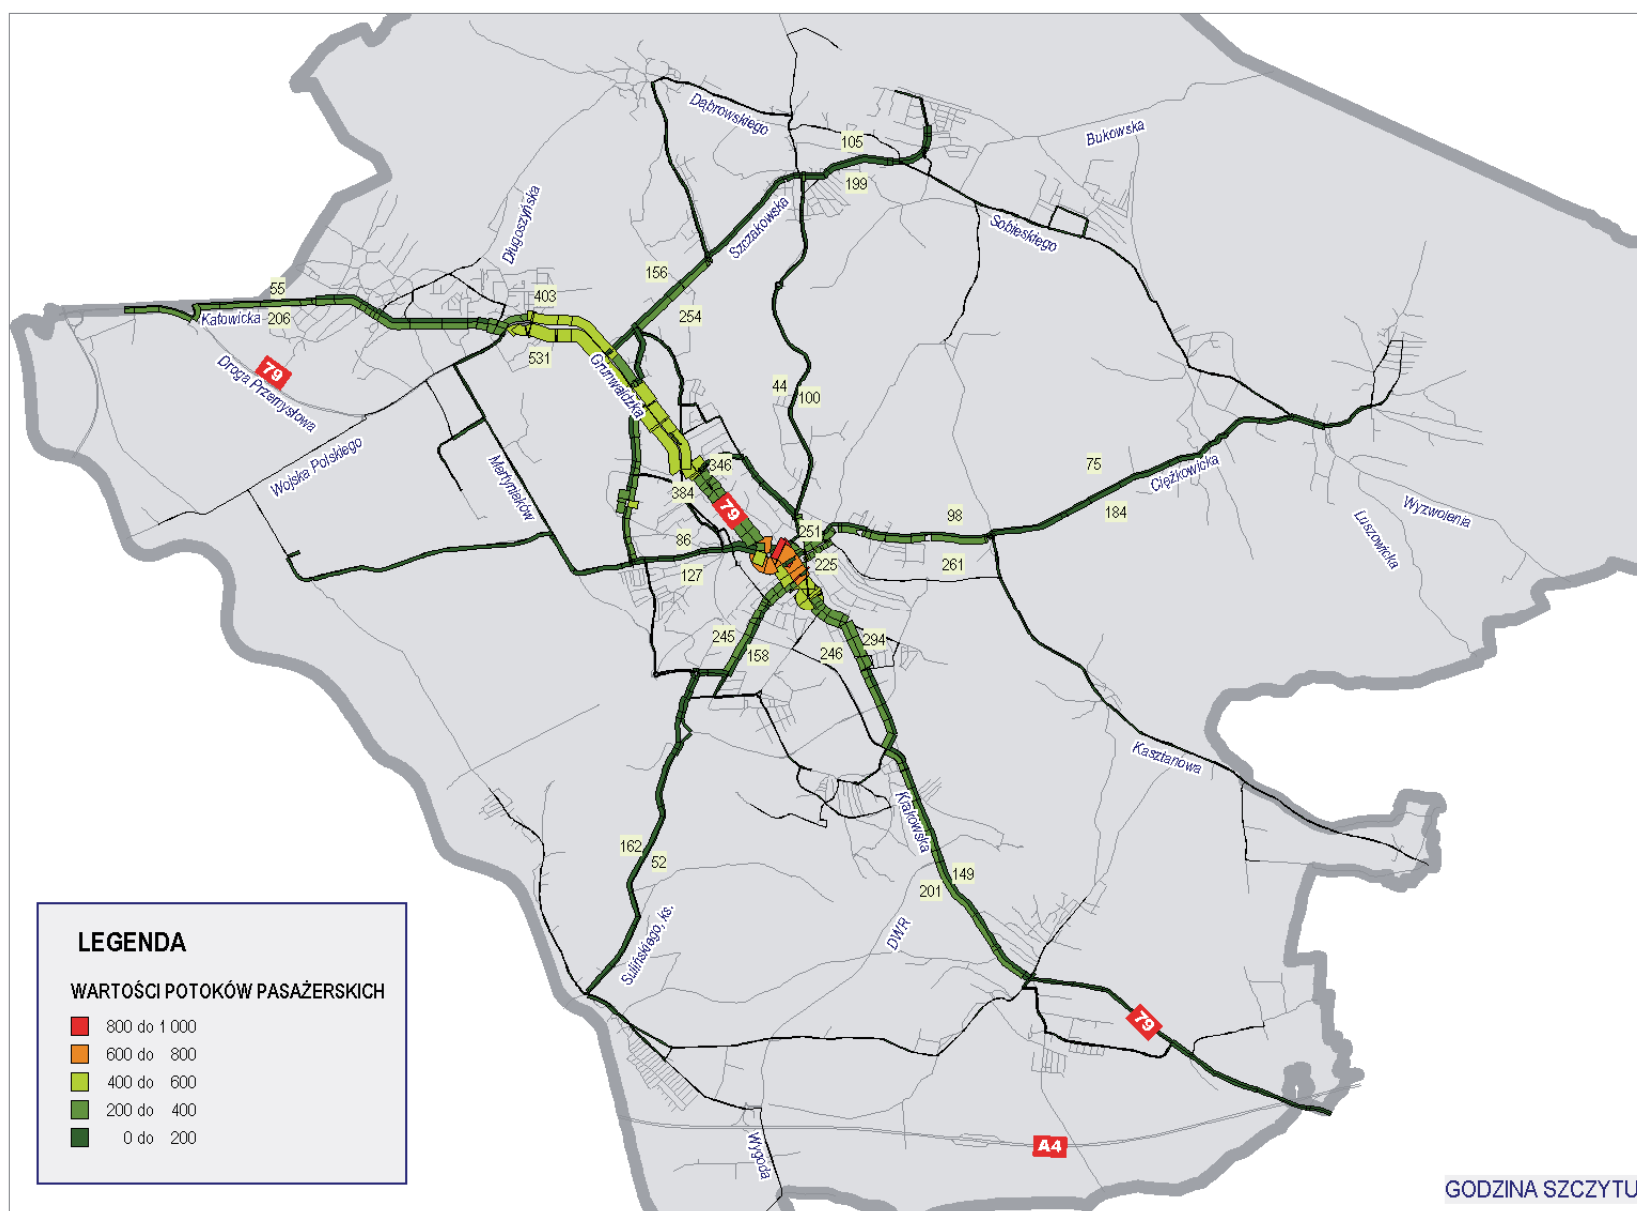 Dąbrowskiego
Bukowska
105
199
Długoszyńska
Szczakowska
Sobieskiego
156
55
403
254
Katowicka
206
531
79
Droga Przemysłowa
Grunwaldzka
44
100
Wojska Polskiego
Martyniaków
346
384
75
Ciężkowicka
79
184
Wyzwolenia
Łuszowicka
98
251
86
225
261
127
245
158
246
294
Kasztanowa
Krakowska
162
52
149
201
Sulińskiego, ks.
DWR
79
A4
Wygoda
LEGENDA
WARTOŚCI POTOKÓW PASAŻERSKICH
800 do 1 000
600 do 800
400 do 600
200 do 400
0 do 200
GODZINA SZCZYTU